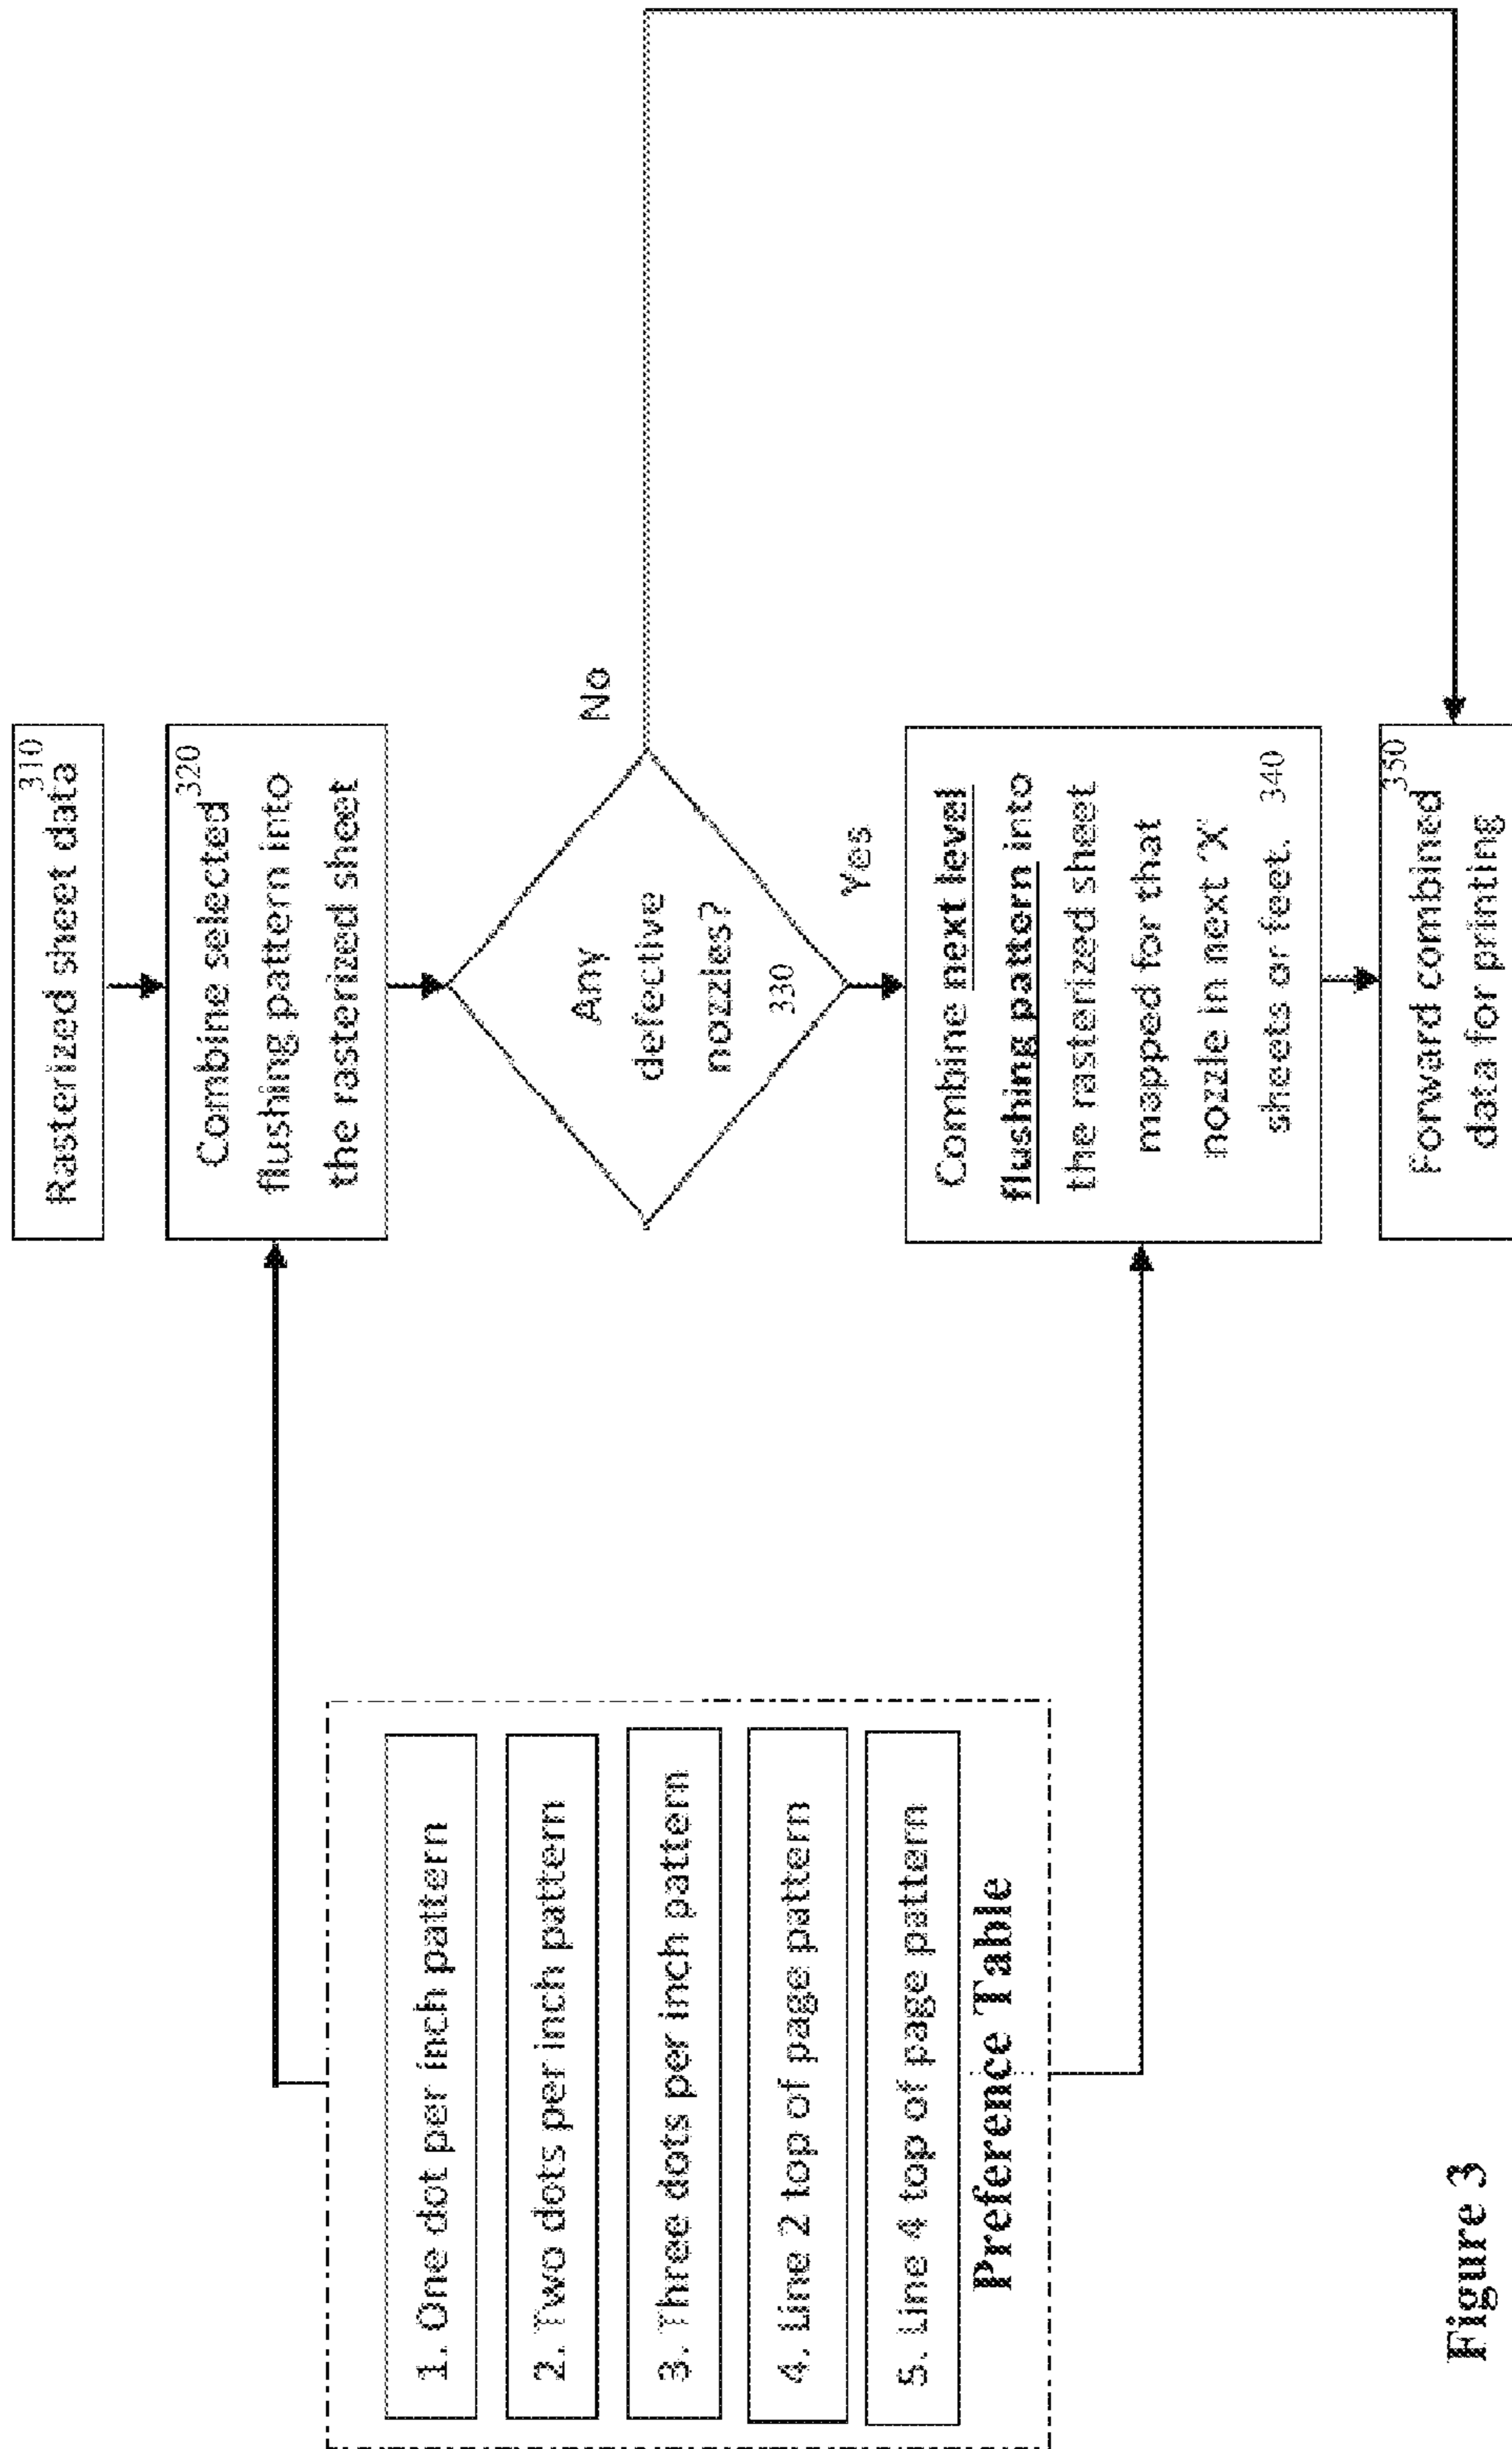 310
Rasterized sheet data
320
Combine selected
flushing pattern into
the rasterized sheet
Any
defective
nozzles?
330
No
Yes
Combine next level
flushing pattern into
the rasterized sheet
mapped for that
nozzle in next 'X'
sheets or feet. 340
350
Forward combined
data for printing
1. One dot per inch pattern
2. Two dots per inch pattern
3. Three dots per inch pattern
4. Line 2 top of page pattern
5. Line 4 top of page pattern
Preference Table
Figure 3